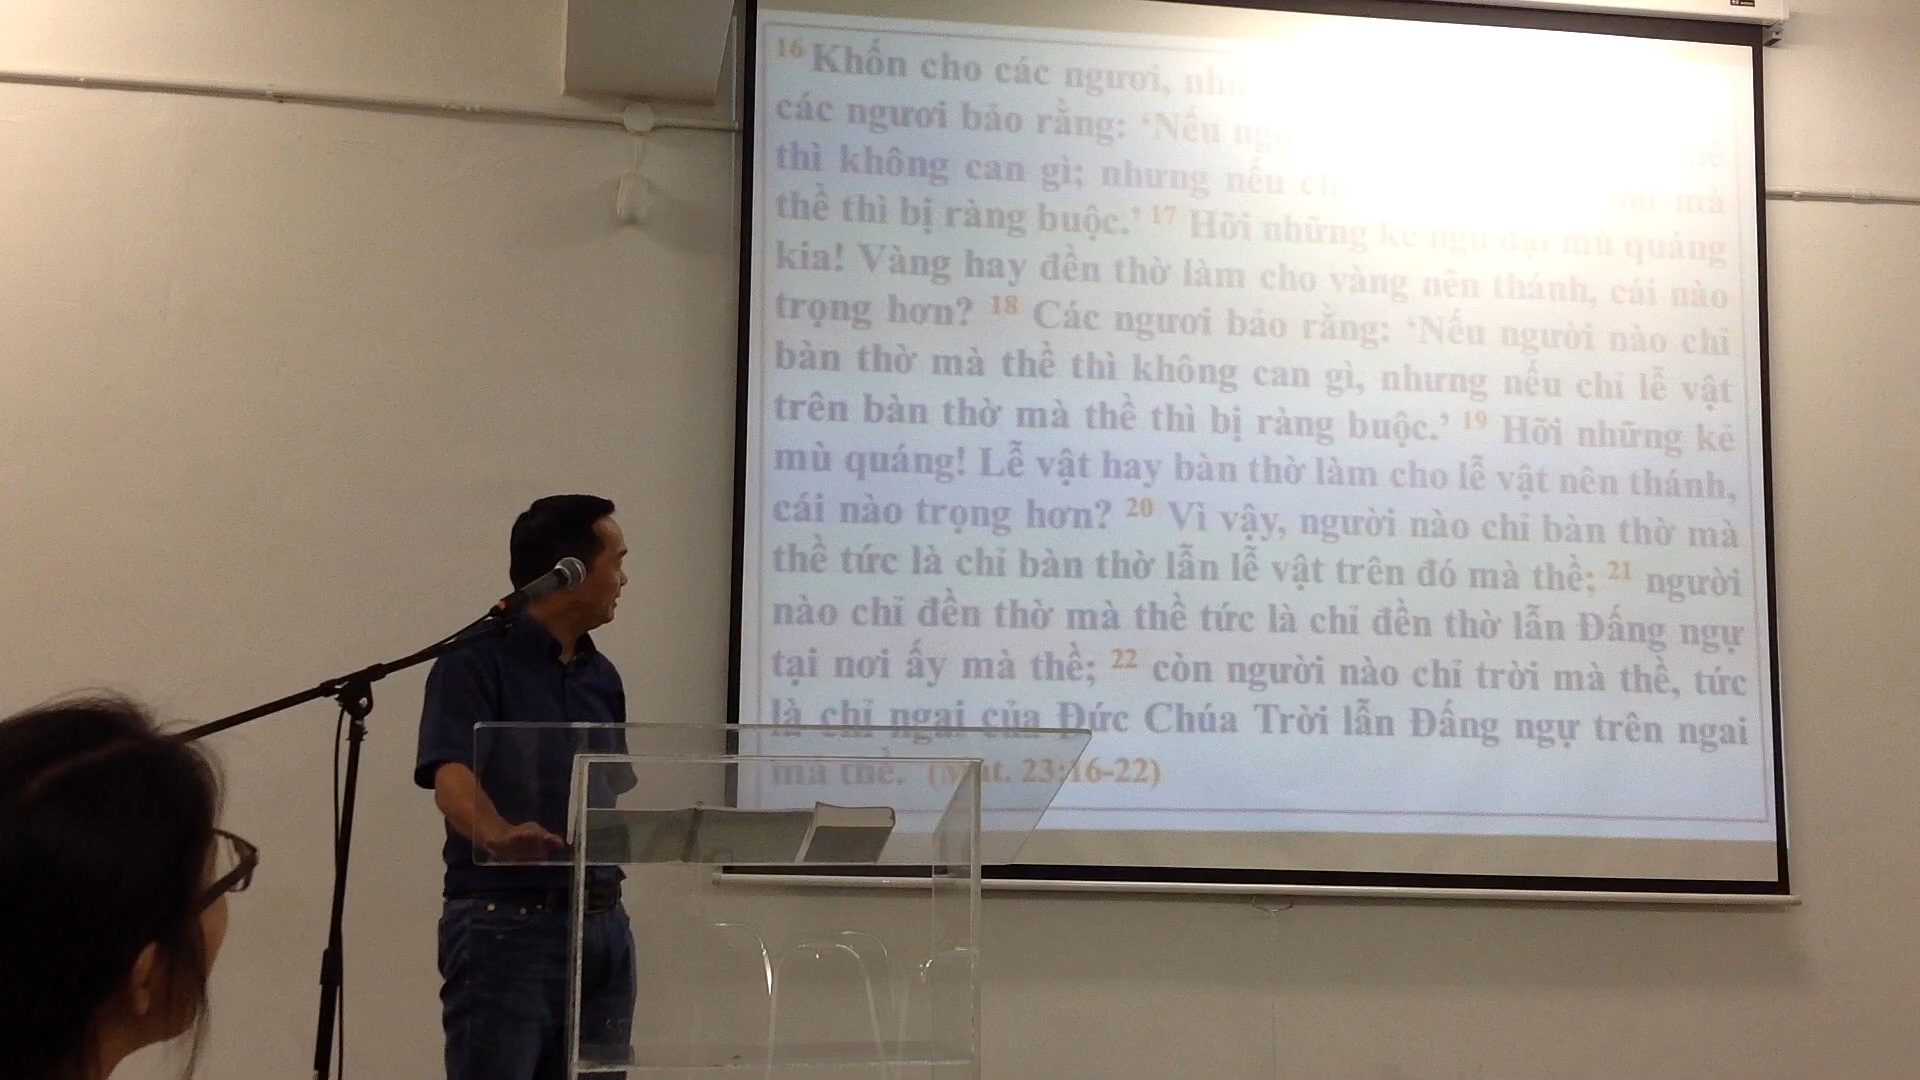 16 Khốn cho các ngươi,
các ngươi bảo rằng: ‘Nếu
thì không can gì; nhưng nếu mà
thề thì bị ràng buộc.’ 17 Hỡi những kẻ ngu dại mù quáng
kia! Vàng hay đền thờ làm cho vàng nên thánh, cái nào
trọng hơn? 18 Các ngươi bảo rằng: ‘Nếu người nào chỉ
bàn thờ mà thề thì không can gì, nhưng nếu chỉ lễ vật
trên bàn thờ mà thề thì bị ràng buộc.’ 19 Hỡi những kẻ
mù quáng! Lễ vật hay bàn thờ làm cho lễ vật nên thánh,
cái nào trọng hơn? 20 Vì vậy, người nào chỉ bàn thờ mà
thề tức là chỉ bàn thờ lẫn lễ vật trên đó mà thề; 21 người
nào chỉ đền thờ mà thề tức là chỉ đền thờ lẫn Đấng ngự
tại nơi ấy mà thề; 22 còn người nào chỉ trời mà thề, tức
là chỉ ngai của Đức Chúa Trời lẫn Đấng ngự trên ngai
mà thề. (Mat. 23:16-22)